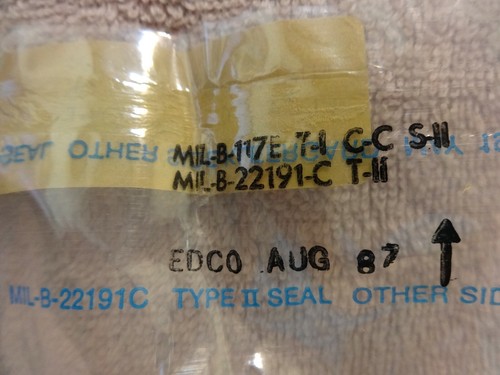 MIL-B-117E T-I C-C S-II
MIL-B-22191-C T-II
SEAL OTHER
EDCO AUG 87
MIL-B-22191C TYPE II SEAL OTHER SID